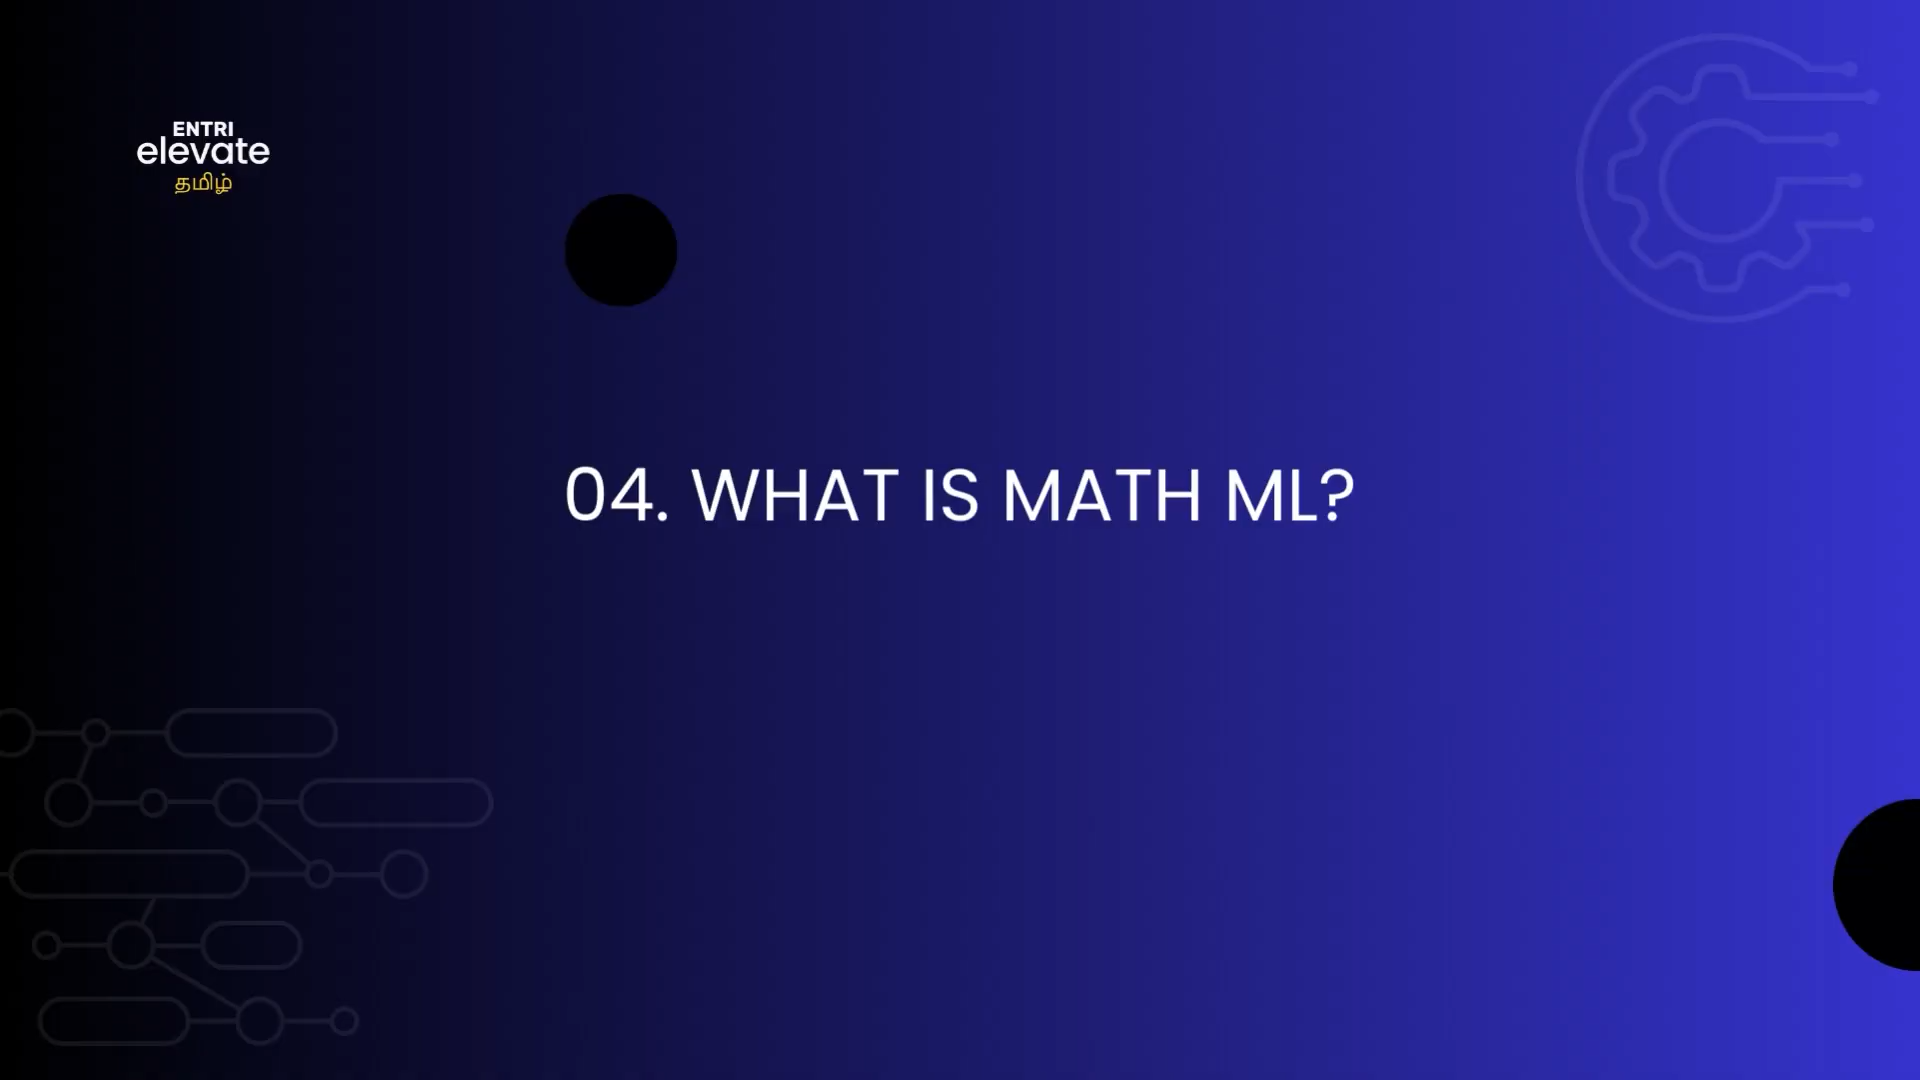 ENTRI
elevate
தமிழ்
04. WHAT IS MATH ML?